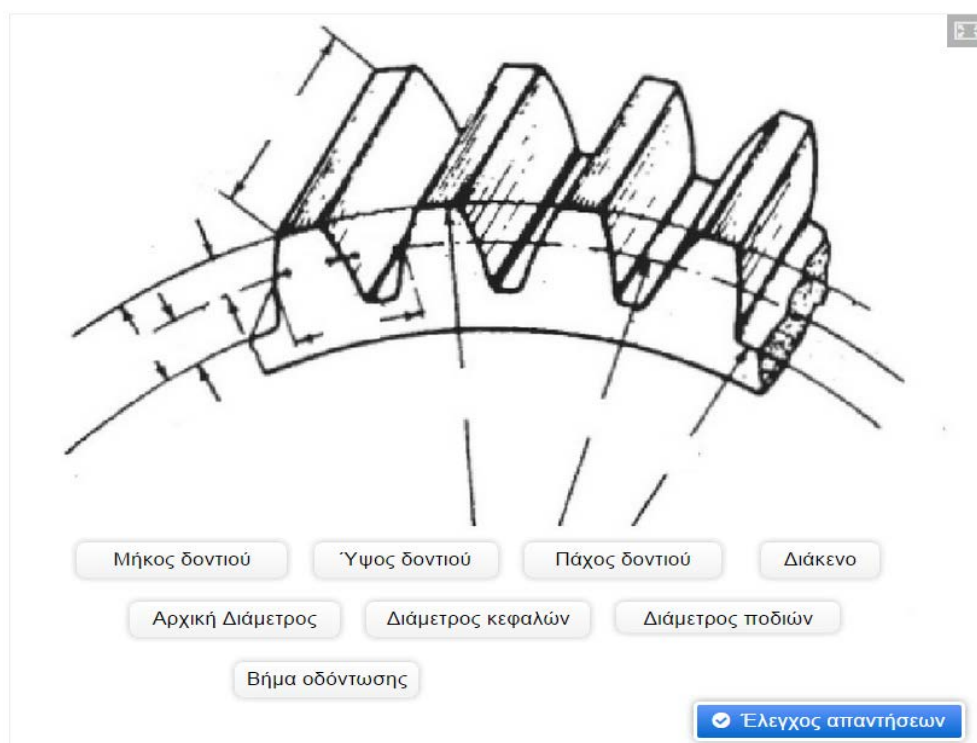 Μήκος δοντιού Ύψος δοντιού Πάχος δοντιού Διάκενο
Αρχική Διάμετρος Διάμετρος κεφαλών Διάμετρος ποδιών
Βήμα οδόντωσης
Έλεγχος απαντήσεων